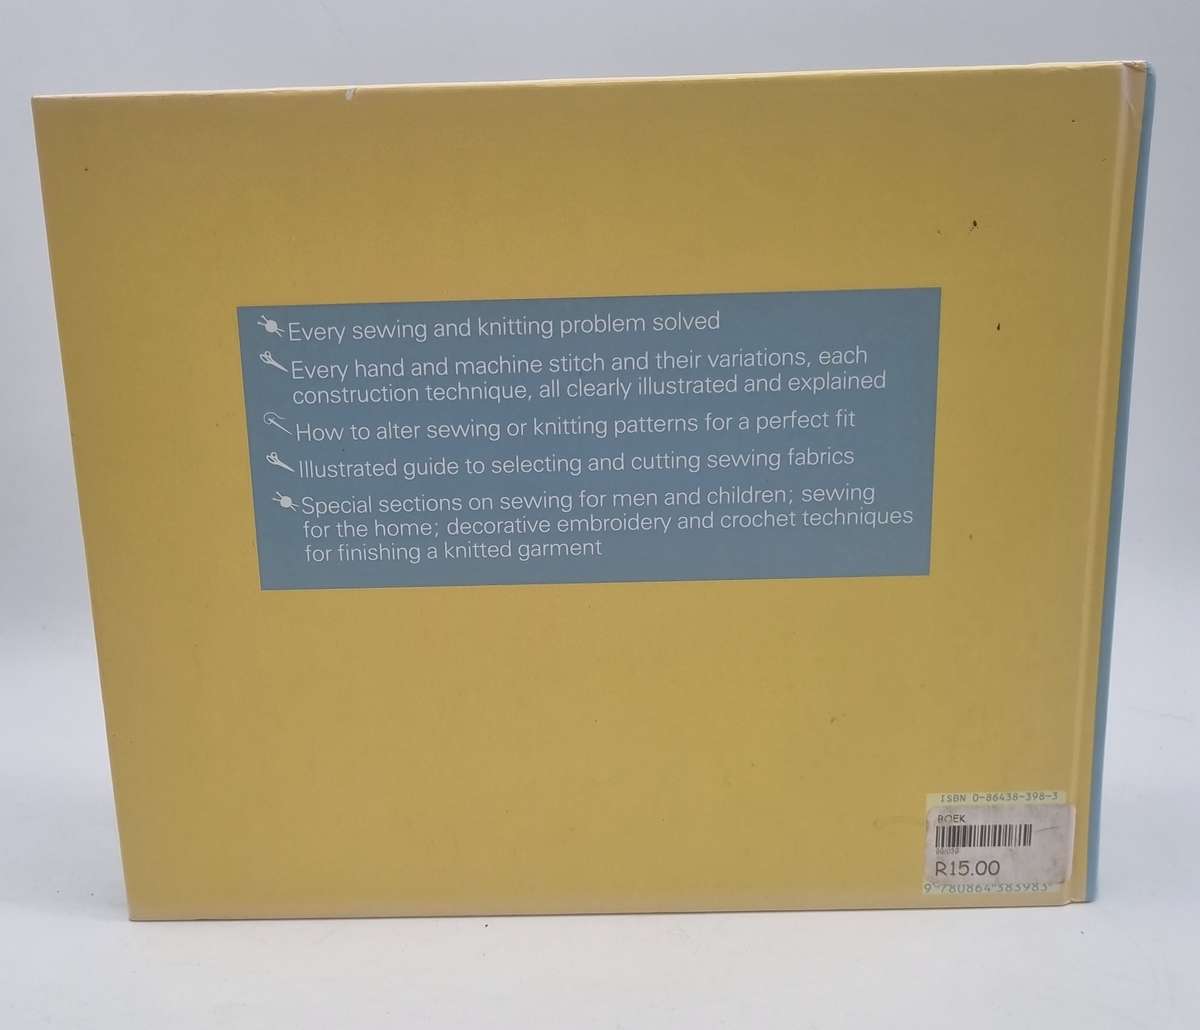 Every sewing and knitting problem solved
Every hand and machine stitch and their variations, each
construction technique, all clearly illustrated and explained
How to alter sewing or knitting patterns for a perfect fit
Illustrated guide to selecting and cutting sewing fabrics
Special sections on sewing for men and children; sewing
for the home; decorative embroidery and crochet techniques
for finishing a knitted garment
ISBN 0-86438-398-3
BOEK
R15.00
9 780864 383983